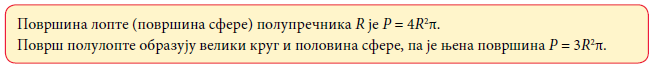 Површина лопте (површина сфере) полупречника R је P = 4R²π.
Површ полулопте образују велики круг и половина сфере, па је њена површина P = 3R²π.